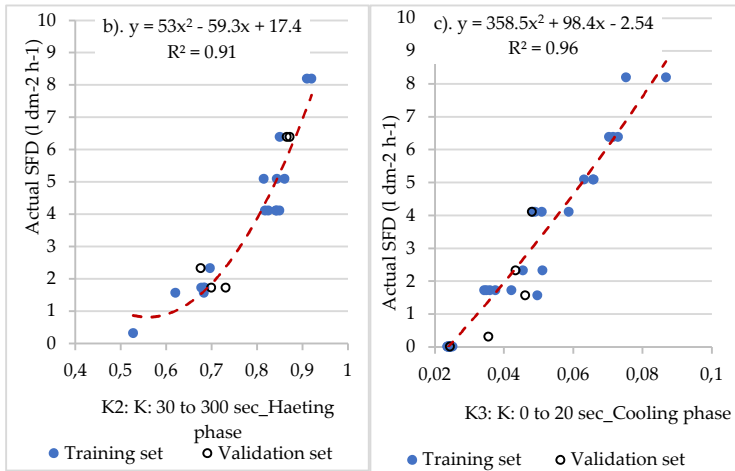 b). y = 53x² - 59.3x + 17.4
R² = 0.91
Actual SFD (l dm-2 h-1)
10
9
8
7
6
5
4
3
2
1
0
0,4 0,5 0,6 0,7 0,8 0,9 1
K2: K: 30 to 300 sec_Haeting
phase
Training set Validation set
c). y = 358.5x² + 98.4x - 2.54
R² = 0.96
Actual SFD (l dm-2 h-1)
10
9
8
7
6
5
4
3
2
1
0
0,02 0,04 0,06 0,08 0,1
K3: K: 0 to 20 sec_Cooling phase
Training set Validation set